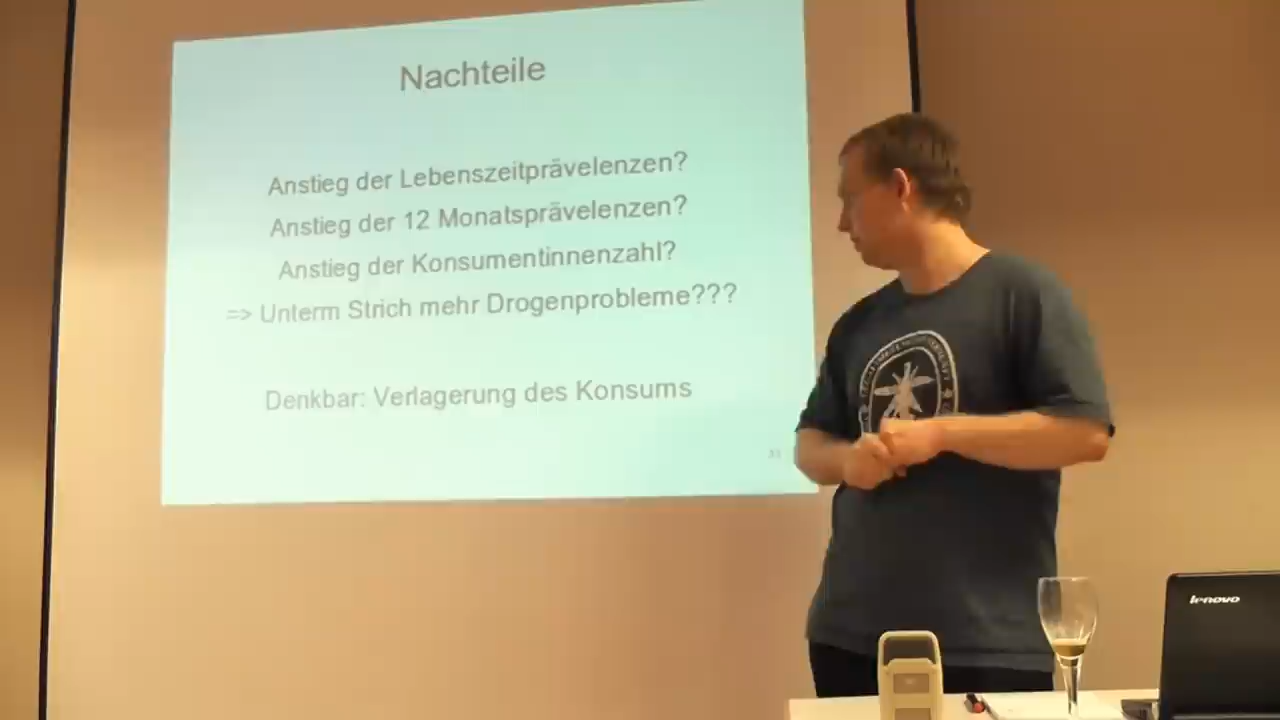 Nachteile
Anstieg der Lebenszeitprävelenzen?
Anstieg der 12 Monatsprävelenzen?
Anstieg der Konsumentinnenzahl?
=> Unterm Strich mehr Drogenprobleme???
Denkbar: Verlagerung des Konsums
lenovo